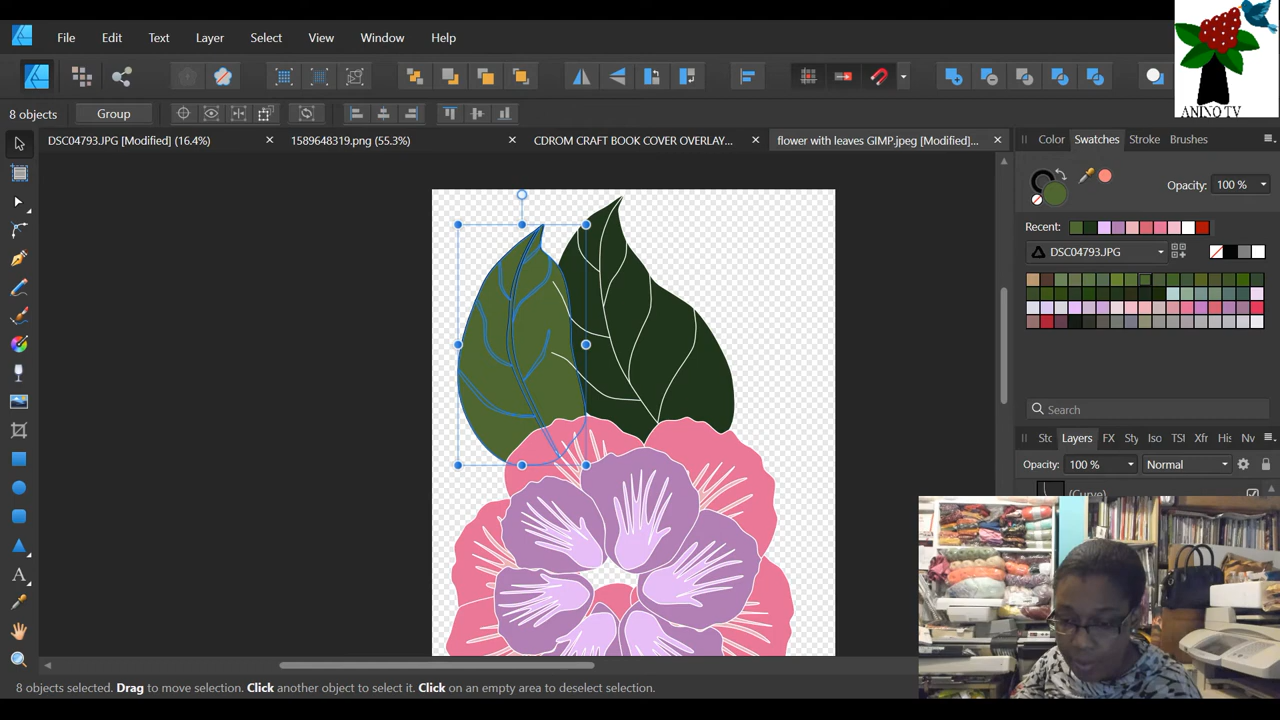 ANINO TV
File Edit Text Layer Select View Window Help
8 objects Group
DSC04793.JPG [Modified] (16.4%) 1589648319.png (55.3%) CDROM CRAFT BOOK COVER OVERLAY... flower with leaves GIMP.jpeg [Modified]...
Color Swatches Stroke Brushes
Opacity: 100 %
Recent:
DSC04793.JPG
Search
Stc Layers FX Sty Iso TSI Xfr His Nv
Opacity: 100 % Normal
(Curve)
A
8 objects selected. Drag to move selection. Click another object to select it. Click on an empty area to deselect selection.